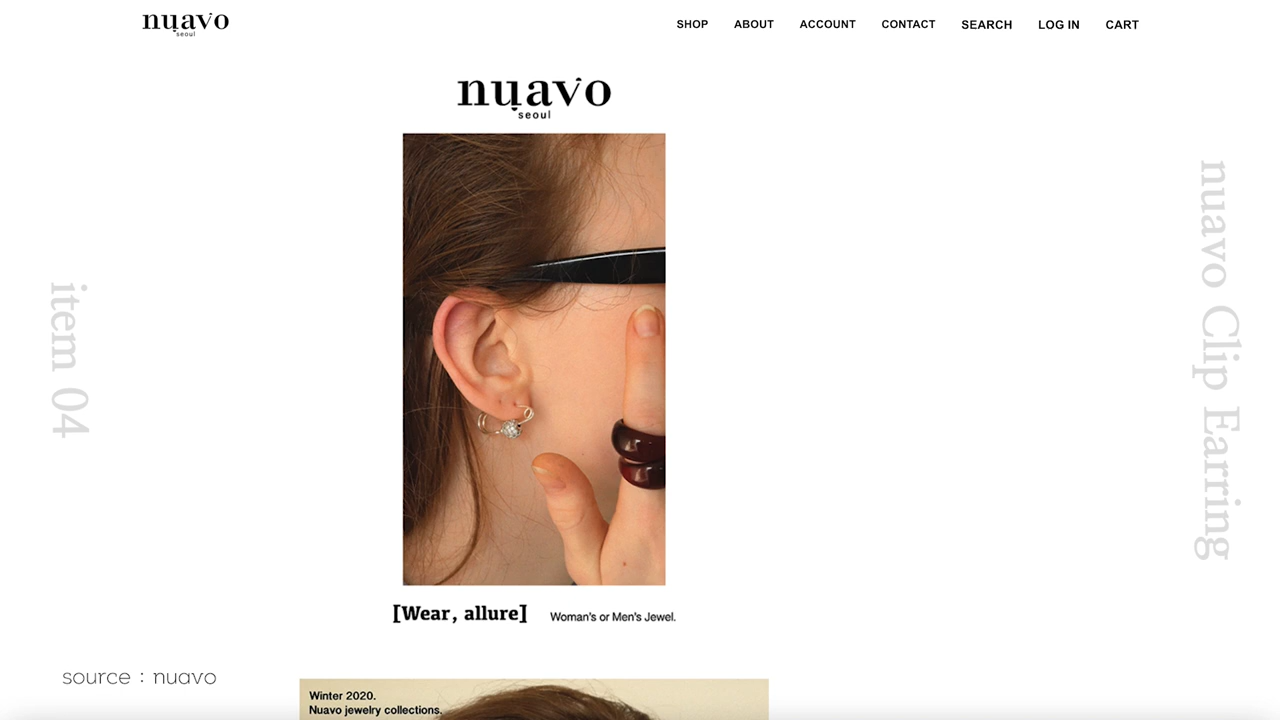 nuavo
seoul
SHOP ABOUT ACCOUNT CONTACT SEARCH LOG IN CART
nuavo
seoul
item 04
nuavo Clip Earring
[Wear, allure] Woman's or Men's Jewel.
source : nuavo
Winter 2020.
Nuavo jewelry collections.